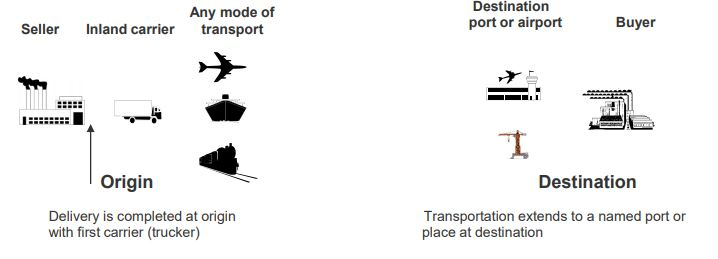 Seller
Inland carrier
Any mode of
transport
Destination
port or airport
Buyer
Origin
Destination
Delivery is completed at origin
with first carrier (trucker)
Transportation extends to a named port or
place at destination